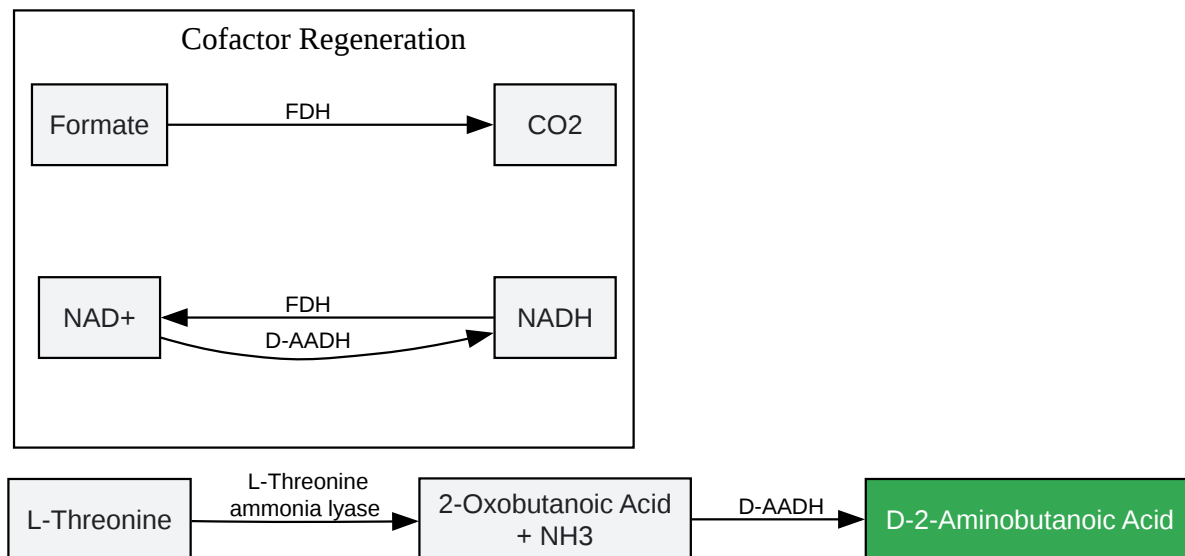 Cofactor Regeneration
Formate
FDH
CO2
NAD+
FDH
D-AADH
NADH
L-Threonine
L-Threonine
ammonia lyase
2-Oxobutanoic Acid
+ NH3
D-AADH
D-2-Aminobutanoic Acid